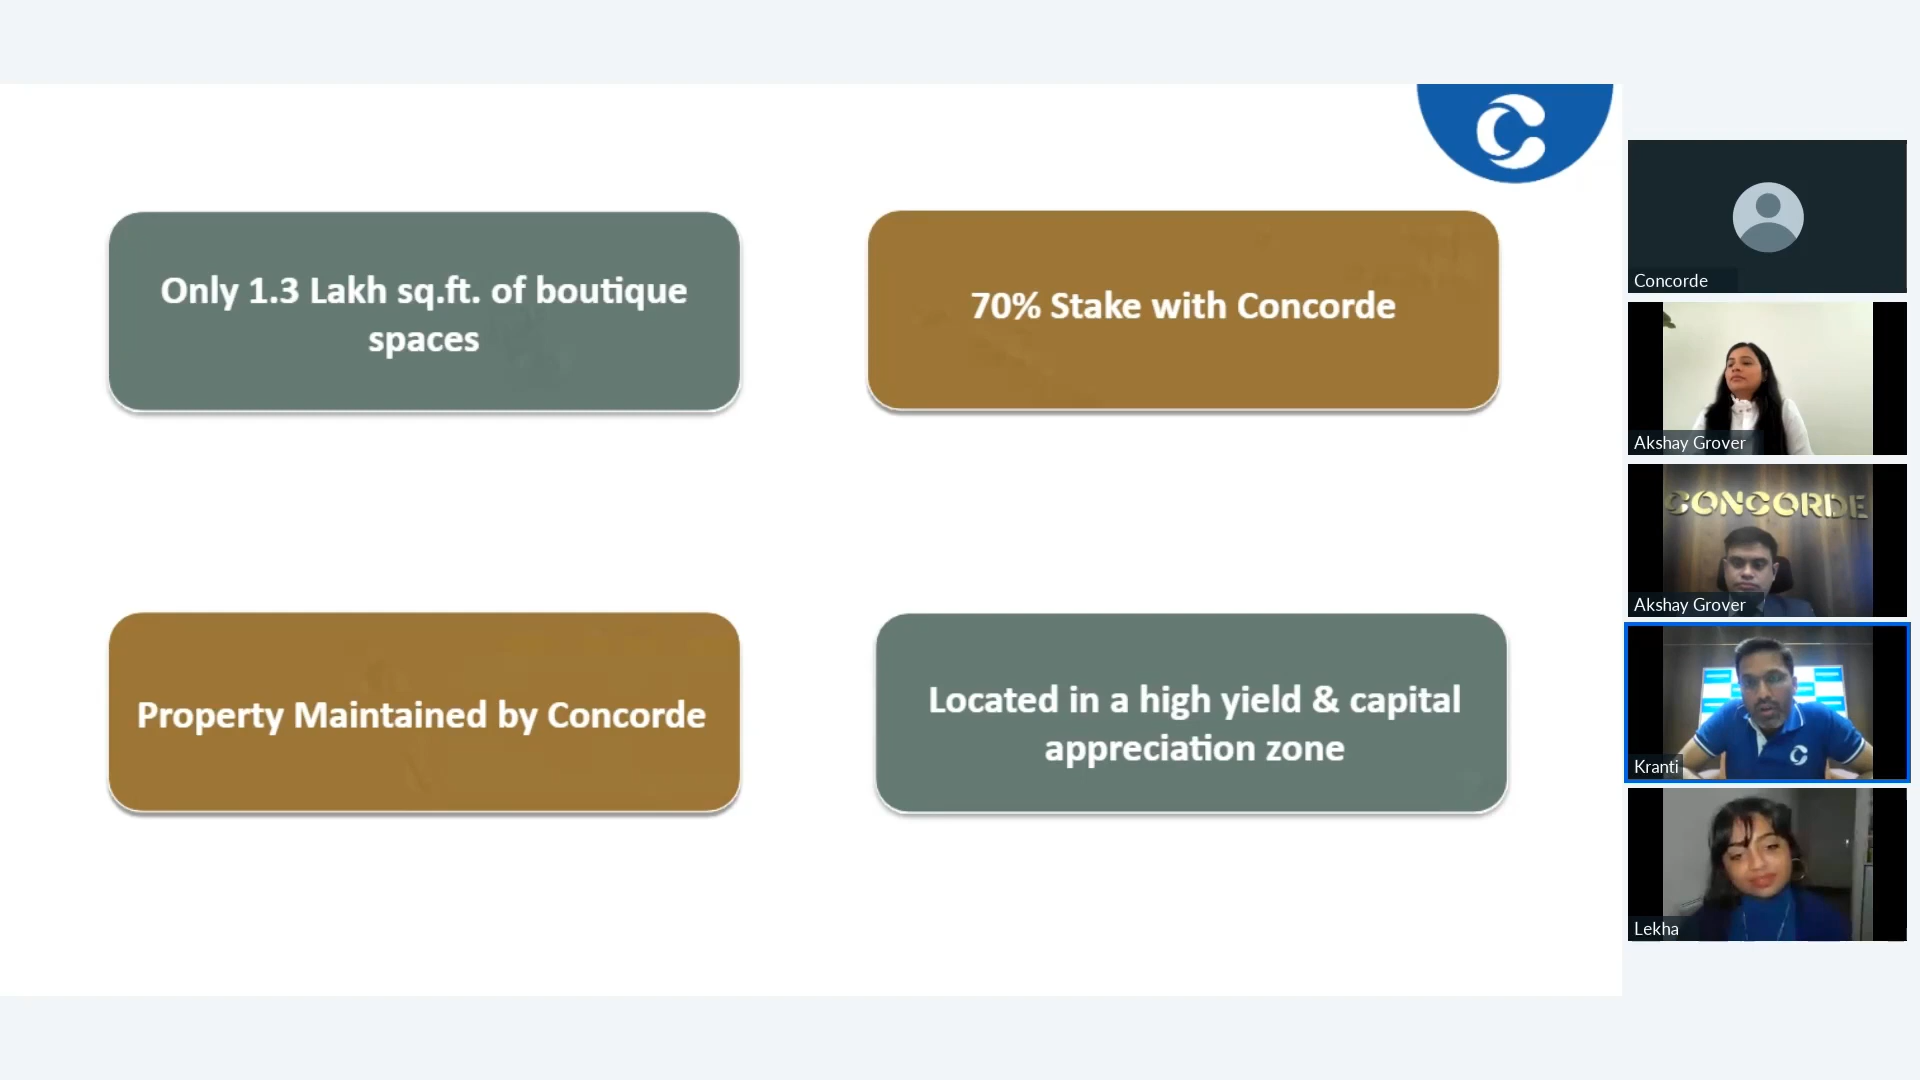 Only 1.3 Lakh sq.ft. of boutique
spaces
70% Stake with Concorde
Property Maintained by Concorde
Located in a high yield & capital
appreciation zone
Concorde
Akshay Grover
CONCORDE
Akshay Grover
Kranti
Lekha